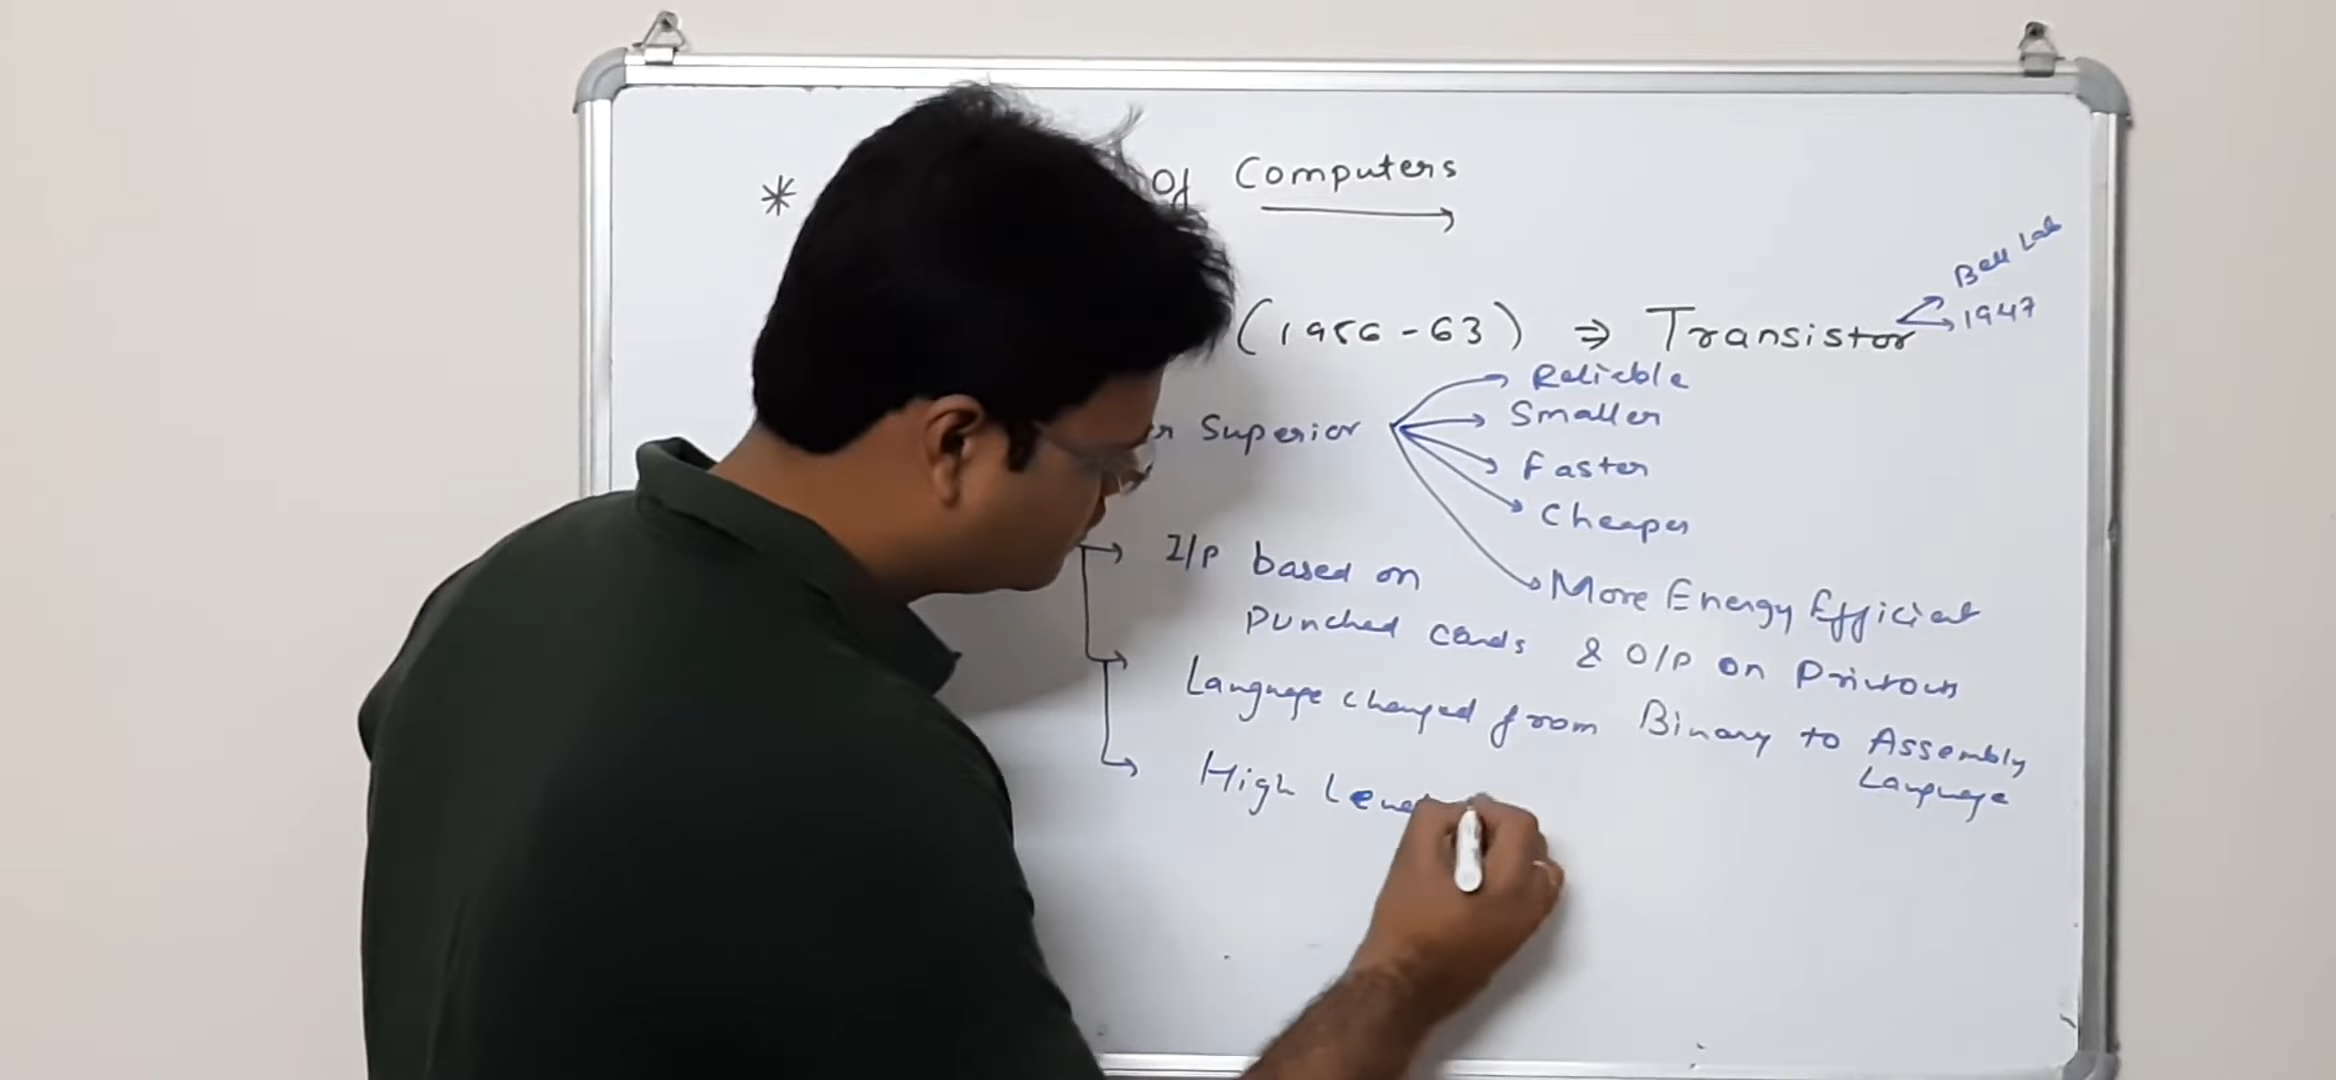 * Of Computers
Bell Lab
(1956-63) ⇒ Transistor
1947
Superior
Reliable
Smaller
Faster
Cheaper
More Energy Efficient
I/P based on
Punched Cards & O/P on Printouts
Language changed from Binary to Assembly
Language
High